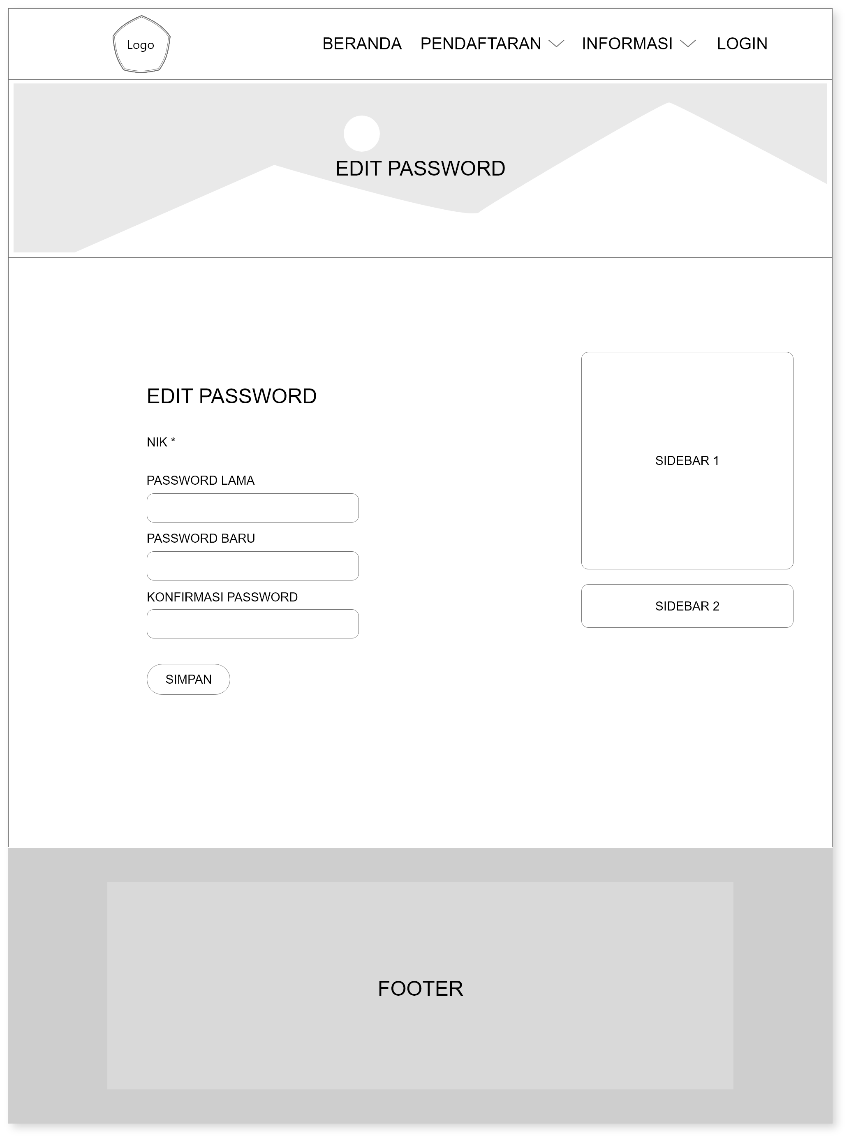 Logo
BERANDA PENDAFTARAN INFORMASI LOGIN
EDIT PASSWORD
EDIT PASSWORD
NIK *
PASSWORD LAMA
PASSWORD BARU
KONFIRMASI PASSWORD
SIMPAN
SIDEBAR 1
SIDEBAR 2
FOOTER